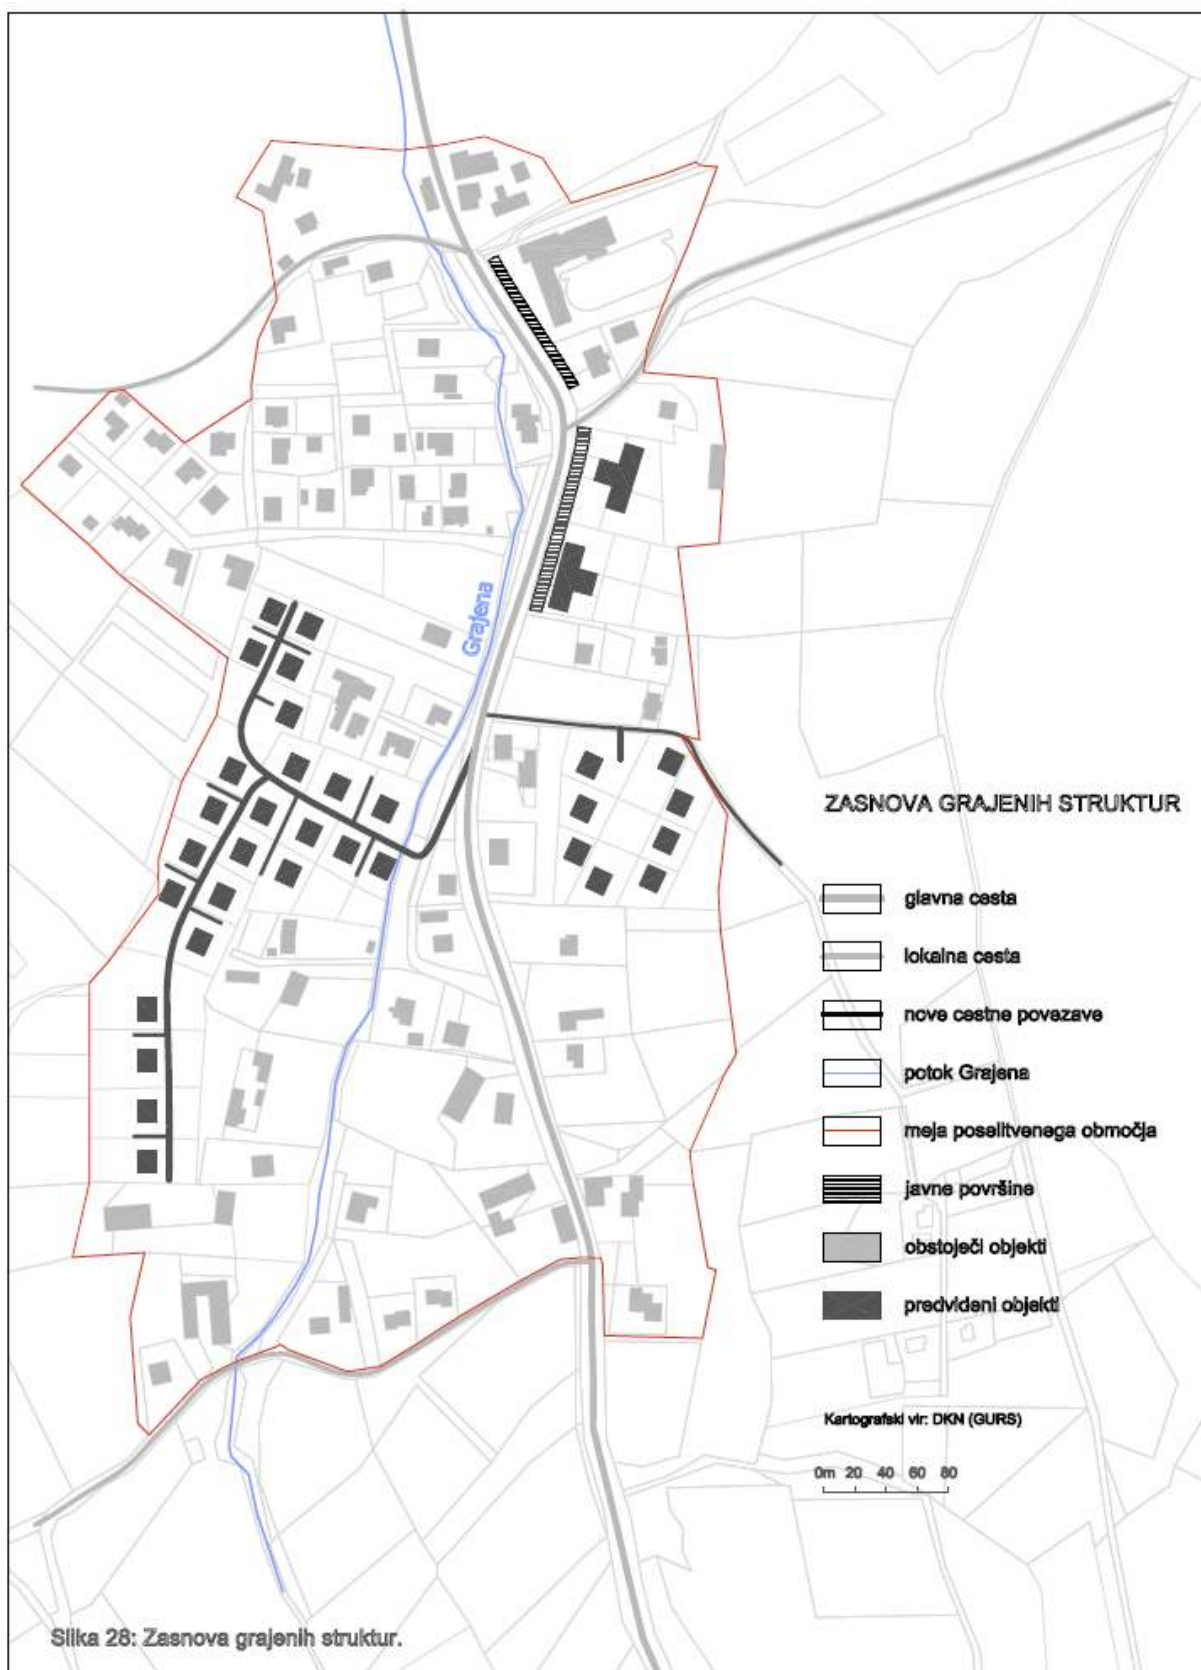 Grajena
ZASNOVA GRAJENIH STRUKTUR
glavna cesta
lokalna cesta
nove cestne povezave
potok Grajena
meja poselitvenega območja
javne površine
obstoječi objekti
predvideni objekti
Kartografski vir: DKN (GURS)
0m 20 40 60 80
Slika 28: Zasnova grajenih struktur.